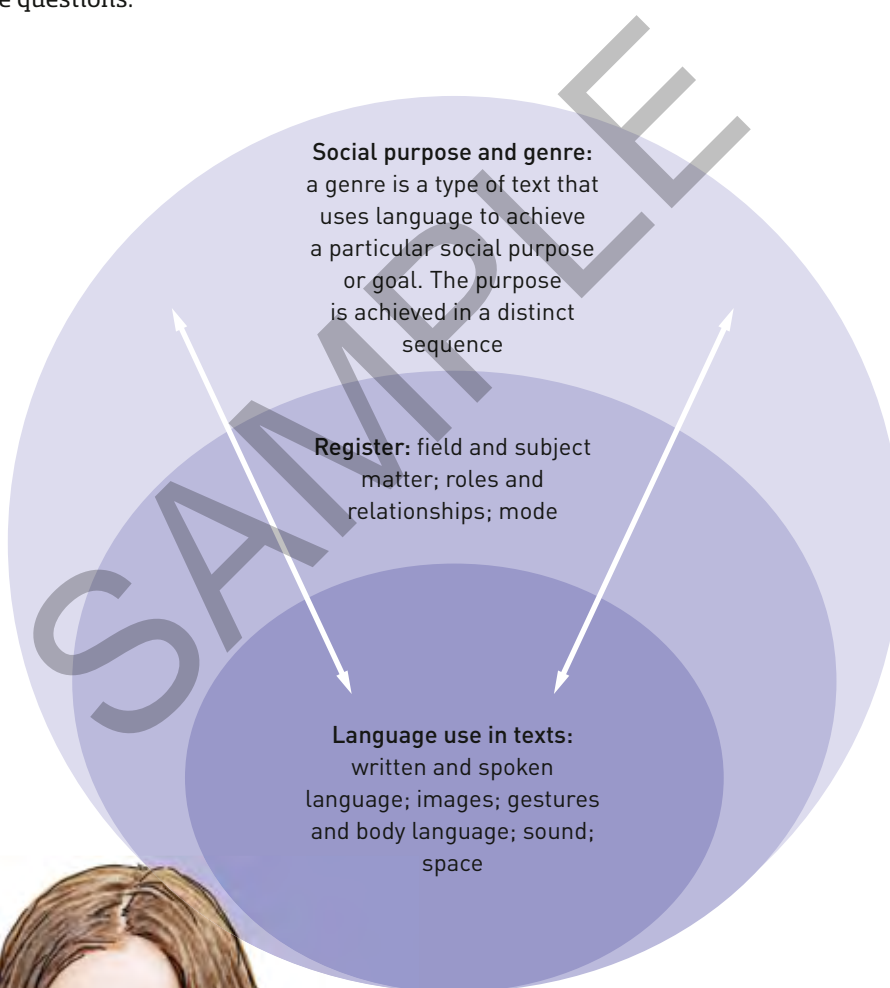 e questions.
Social purpose and genre:
a genre is a type of text that
uses language to achieve
a particular social purpose
or goal. The purpose
is achieved in a distinct
sequence
Register: field and subject
matter; roles and
relationships; mode
Language use in texts:
written and spoken
language; images; gestures
and body language; sound;
space
SAMPLE